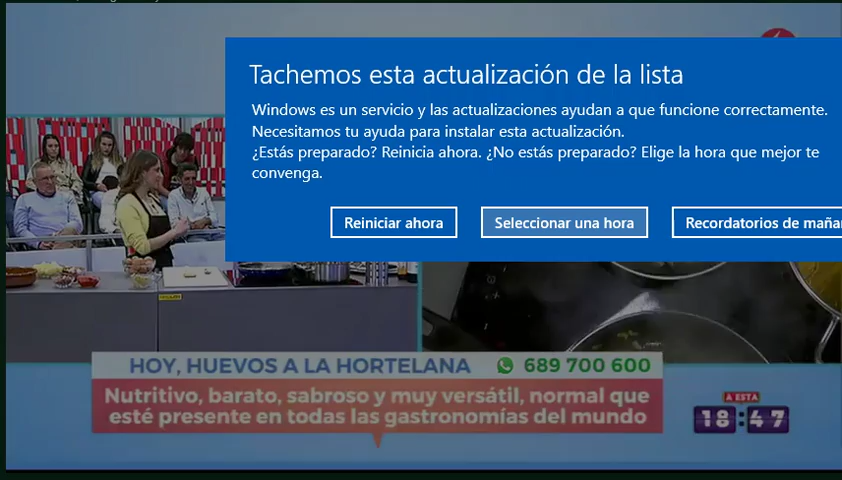 Tachemos esta actualización de la lista
Windows es un servicio y las actualizaciones ayudan a que funcione correctamente.
Necesitamos tu ayuda para instalar esta actualización.
¿Estás preparado? Reinicia ahora. ¿No estás preparado? Elige la hora que mejor te
convenga.
Reiniciar ahora
Seleccionar una hora
Recordatorios de mañan
HOY, HUEVOS A LA HORTELANA 689 700 600
Nutritivo, barato, sabroso y muy versátil, normal que
esté presente en todas las gastronomías del mundo
A ESTA
18:47